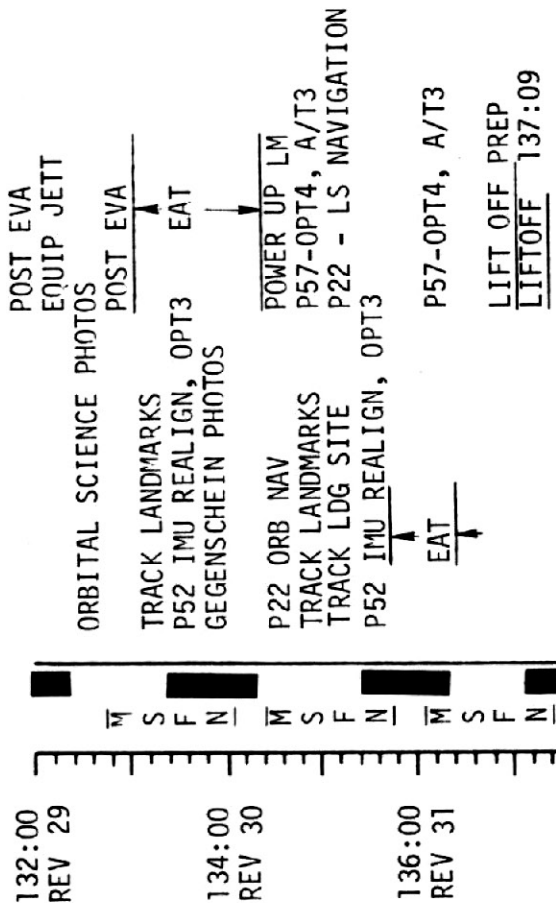 132:00
REV 29
134:00
REV 30
136:00
REV 31
M
S
F
N
M
S
F
N
M
S
F
N
ORBITAL SCIENCE PHOTOS
TRACK LANDMARKS
P52 IMU REALIGN, OPT3
GEGENSCHEIN PHOTOS
P22 ORB NAV
TRACK LANDMARKS
TRACK LDG SITE
P52 IMU REALIGN, OPT3
EAT
POST EVA
EQUIP JETT
POST EVA
EAT
POWER UP LM
P57-OPT4, A/T3
P22 - LS NAVIGATION
P57-OPT4, A/T3
LIFT OFF PREP
LIFTOFF 137:09